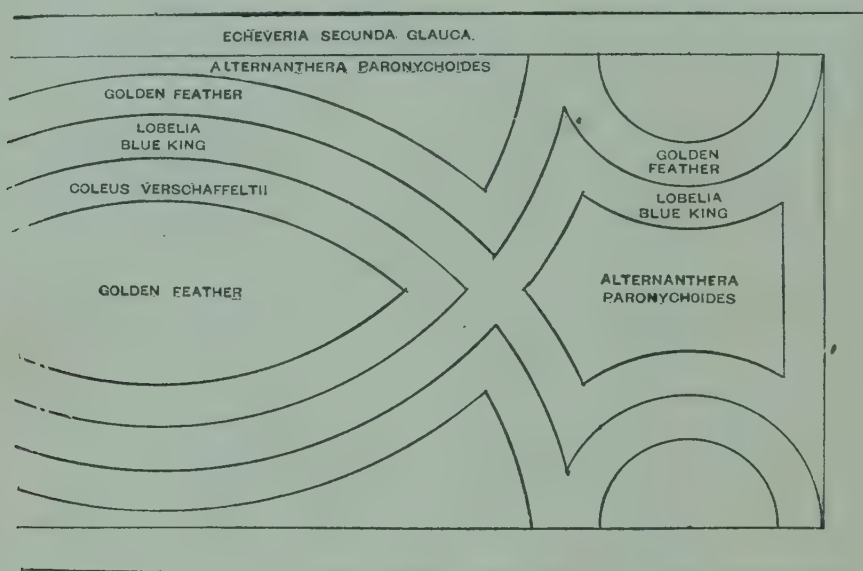 ECHEVERIA SECUNDA GLAUCA.
ALTERNANTHERA PARONYCHOIDES
GOLDEN FEATHER
LOBELIA
BLUE KING
COLEUS VERSCHAFFELTII
GOLDEN FEATHER
GOLDEN
FEATHER
LOBELIA
BLUE KING
ALTERNANTHERA
PARONYCHOIDES